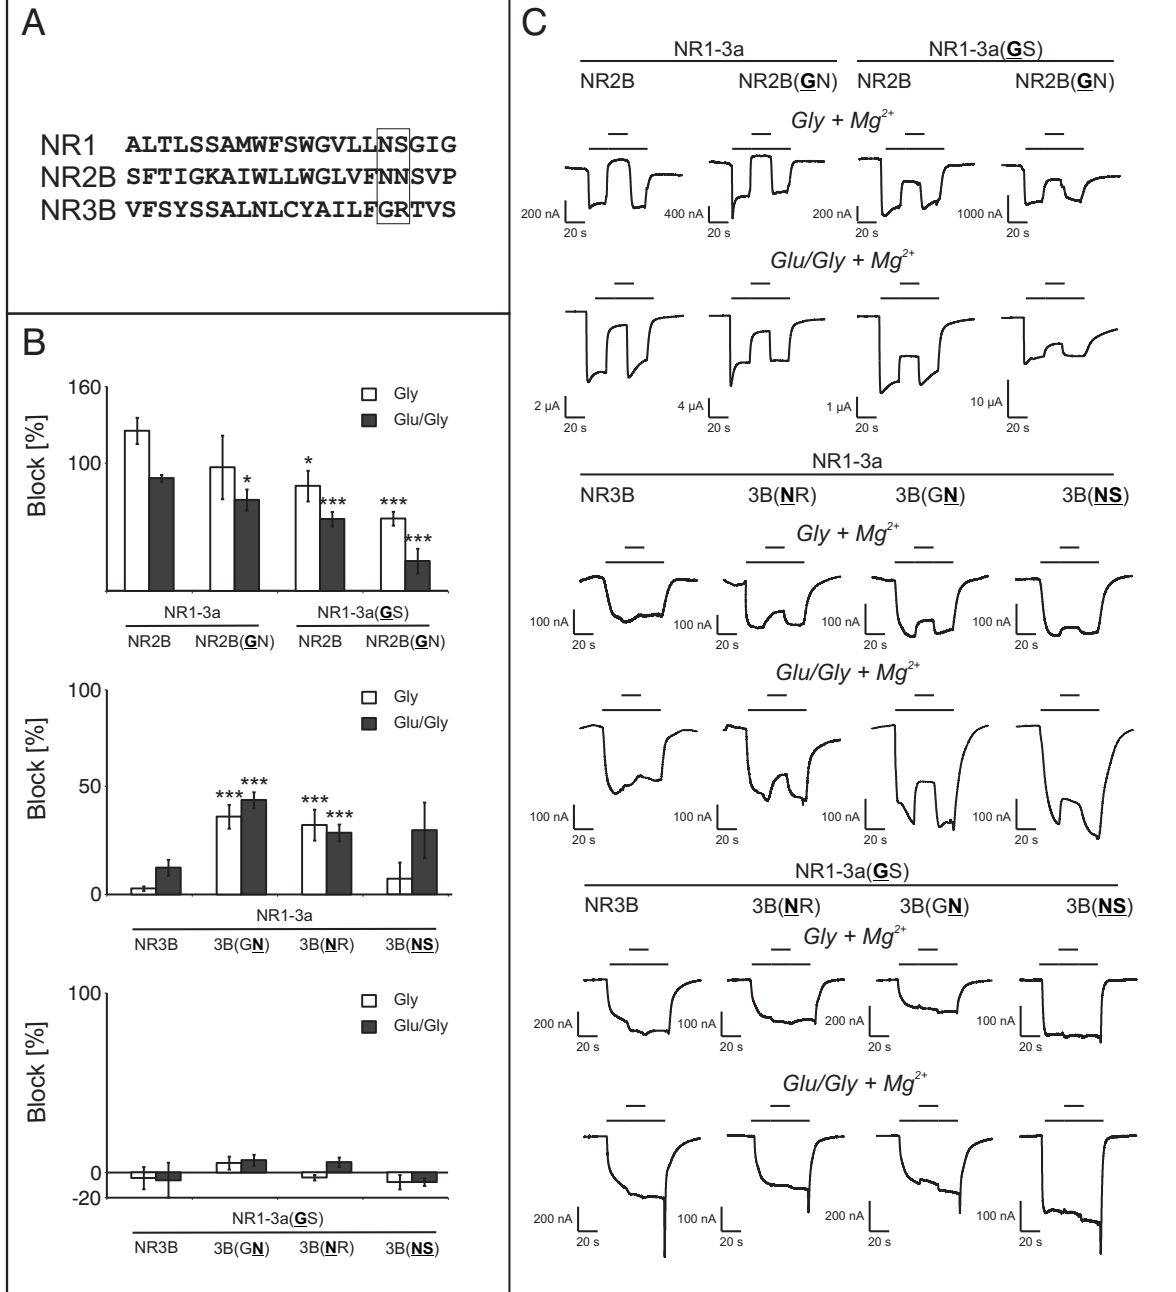 A
NR1 ALTLSSAMWFSWGVLLNSGIG
NR2B SFTIGKAIWLLWGLVFNNSVP
NR3B VFSYSSALNLCYAILFGRTVS
B
Block [%]
160
100
Gly
Glu/Gly
* * *** *** ***
NR1-3a NR1-3a(GS)
NR2B NR2B(GN) NR2B NR2B(GN)
Block [%]
100
50
0
Gly
Glu/Gly
*** *** *** ***
NR1-3a
NR3B 3B(GN) 3B(NR) 3B(NS)
Block [%]
100
0
-20
Gly
Glu/Gly
NR1-3a(GS)
NR3B 3B(GN) 3B(NR) 3B(NS)
C
NR1-3a NR1-3a(GS)
NR2B NR2B(GN) NR2B NR2B(GN)
Gly + Mg2+
200 nA 400 nA 200 nA 1000 nA
20 s 20 s 20 s 20 s
Glu/Gly + Mg2+
2 µA 4 µA 1 µA 10 µA
20 s 20 s 20 s 20 s
NR1-3a
NR3B 3B(NR) 3B(GN) 3B(NS)
Gly + Mg2+
100 nA 100 nA 100 nA 100 nA
20 s 20 s 20 s 20 s
Glu/Gly + Mg2+
100 nA 100 nA 100 nA 100 nA
20 s 20 s 20 s 20 s
NR1-3a(GS)
NR3B 3B(NR) 3B(GN) 3B(NS)
Gly + Mg2+
200 nA 100 nA 200 nA 100 nA
20 s 20 s 20 s 20 s
Glu/Gly + Mg2+
200 nA 100 nA 200 nA 100 nA
20 s 20 s 20 s 20 s